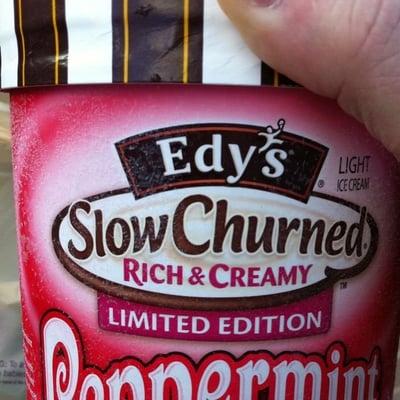 Edy's
LIGHT
ICE CREAM
Slow Churned
RICH & CREAMY
LIMITED EDITION
Peppermint